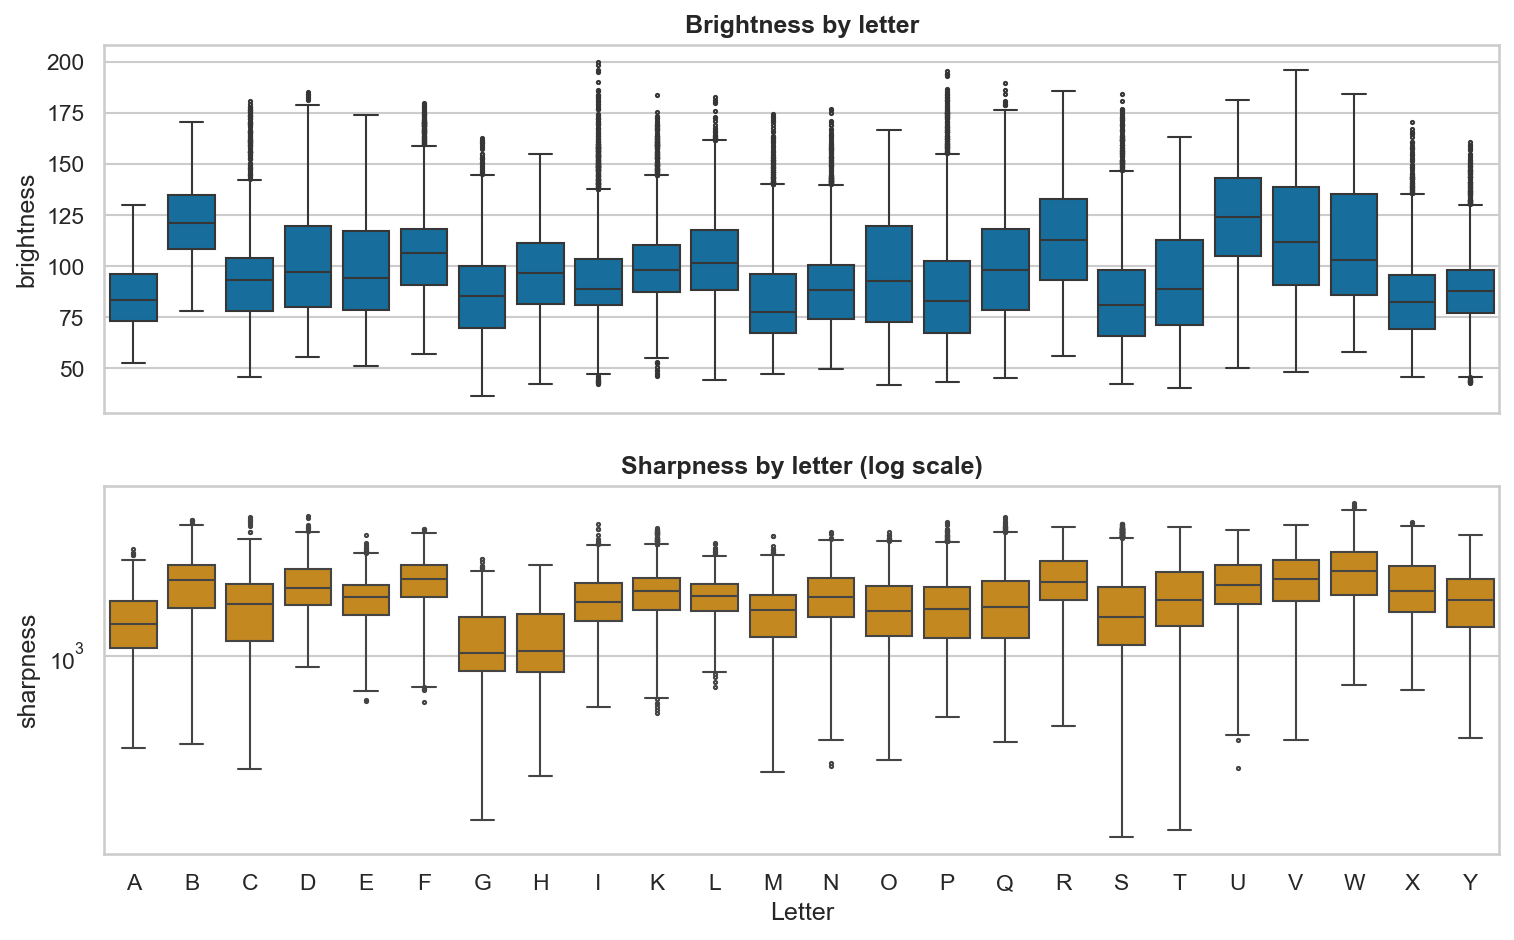 Brightness by letter
200
175
150
125
100
75
50
brightness
Sharpness by letter (log scale)
10³
sharpness
A B C D E F G H I K L M N O P Q R S T U V W X Y
Letter